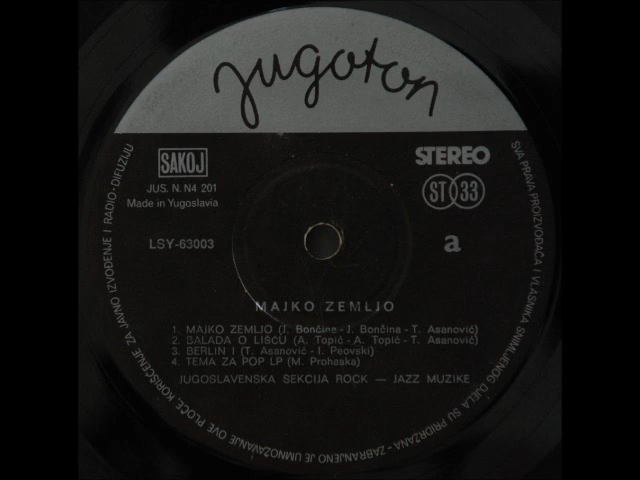 jugoton
SAKOJ
JUS. N. N4 201
Made in Yugoslavia
LSY-63003
STEREO
ST 33
a
MAJKO ZEMLJO
1. MAJKO ZEMLJO (J. Bončina - J. Bončina - T. Asanović)
2. BALADA O LIŠĆU (A. Topić - A. Topić - T. Asanović)
3. BERLIN I (T. Asanović - I. Peovski)
4. TEMA ZA POP LP (M. Prohaska)
JUGOSLAVENSKA SEKCIJA ROCK — JAZZ MUZIKE
SVA PRAVA PROIZVOĐAČA I VLASNIKA SNIMLJENOG DJELA SU PRIDRŽANA - ZABRANJENO JE UMNOŽAVANJE OVE PLOČE, KORIŠĆENJE ZA JAVNO IZVOĐENJE I RADIO-DIFUZIJU